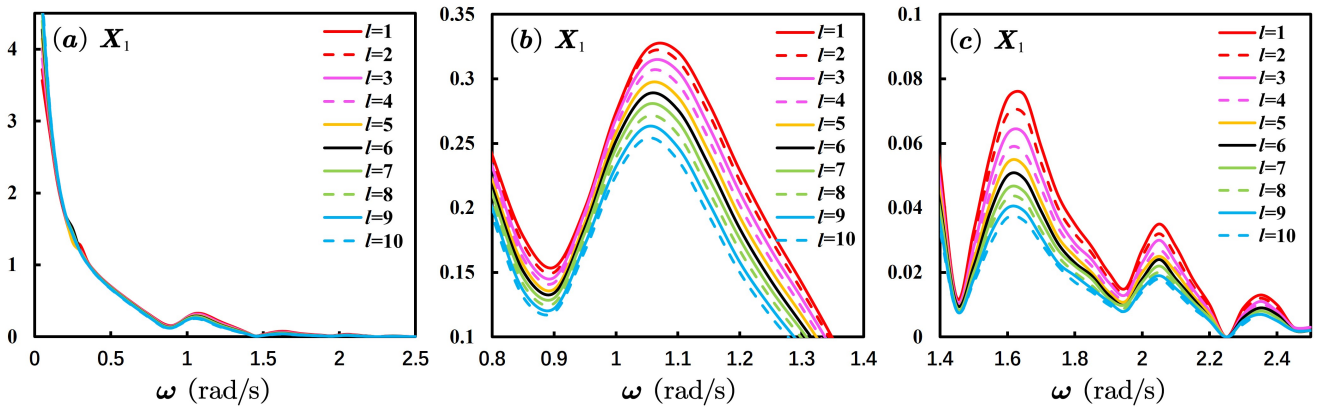 (a) X₁
l=1
l=2
l=3
l=4
l=5
l=6
l=7
l=8
l=9
l=10
4
3
2
1
0
0 0.5 1 1.5 2 2.5
ω (rad/s)
(b) X₁
l=1
l=2
l=3
l=4
l=5
l=6
l=7
l=8
l=9
l=10
0.35
0.3
0.25
0.2
0.15
0.1
0.8 0.9 1 1.1 1.2 1.3 1.4
ω (rad/s)
(c) X₁
l=1
l=2
l=3
l=4
l=5
l=6
l=7
l=8
l=9
l=10
0.1
0.08
0.06
0.04
0.02
0
1.4 1.6 1.8 2 2.2 2.4
ω (rad/s)